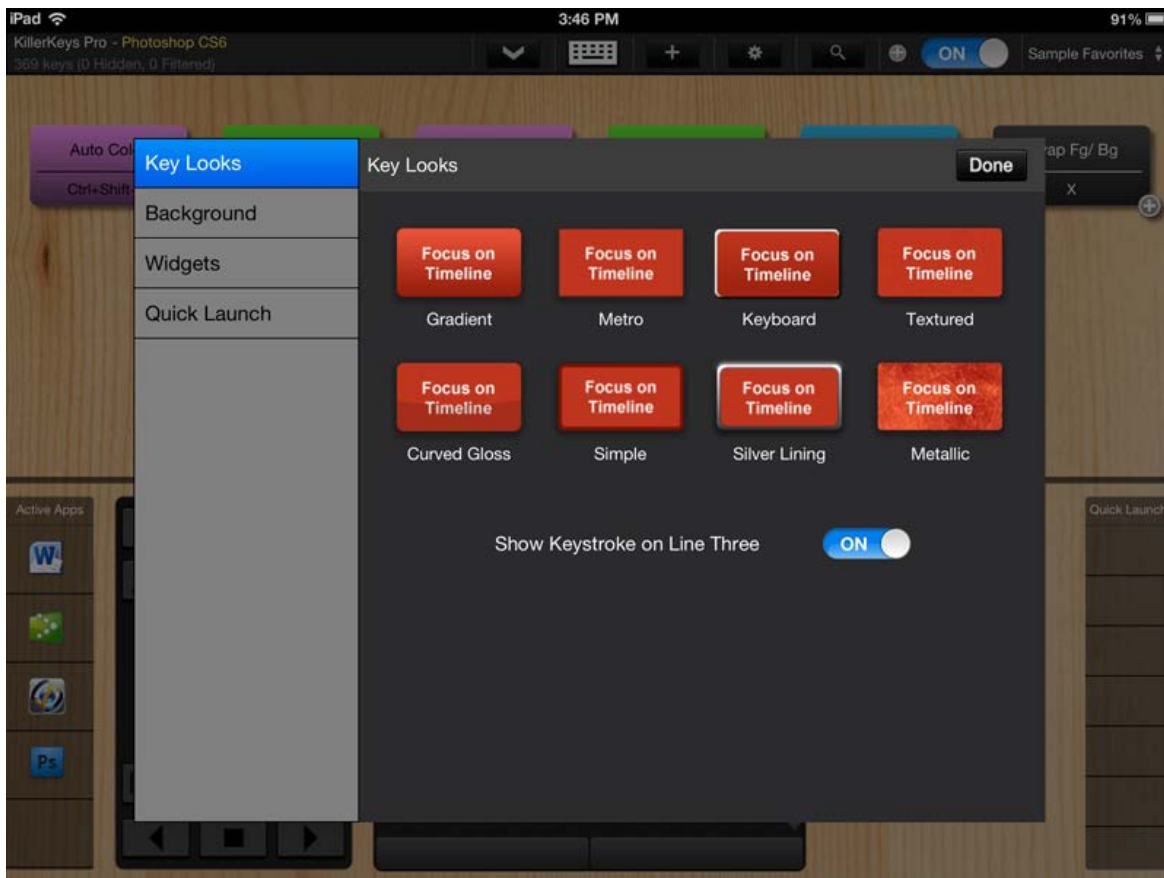 iPad 3:46 PM 91%
KillerKeys Pro - Photoshop CS6
369 keys (0 Hidden, 0 Filtered)
ON Sample Favorites
Auto Col
Ctrl+Shift
ap Fg/ Bg
X
Key Looks
Background
Widgets
Quick Launch
Key Looks Done
Focus on
Timeline
Gradient
Focus on
Timeline
Metro
Focus on
Timeline
Keyboard
Focus on
Timeline
Textured
Focus on
Timeline
Curved Gloss
Focus on
Timeline
Simple
Focus on
Timeline
Silver Lining
Focus on
Timeline
Metallic
Show Keystroke on Line Three ON
Active Apps
W
Ps
Quick Launch